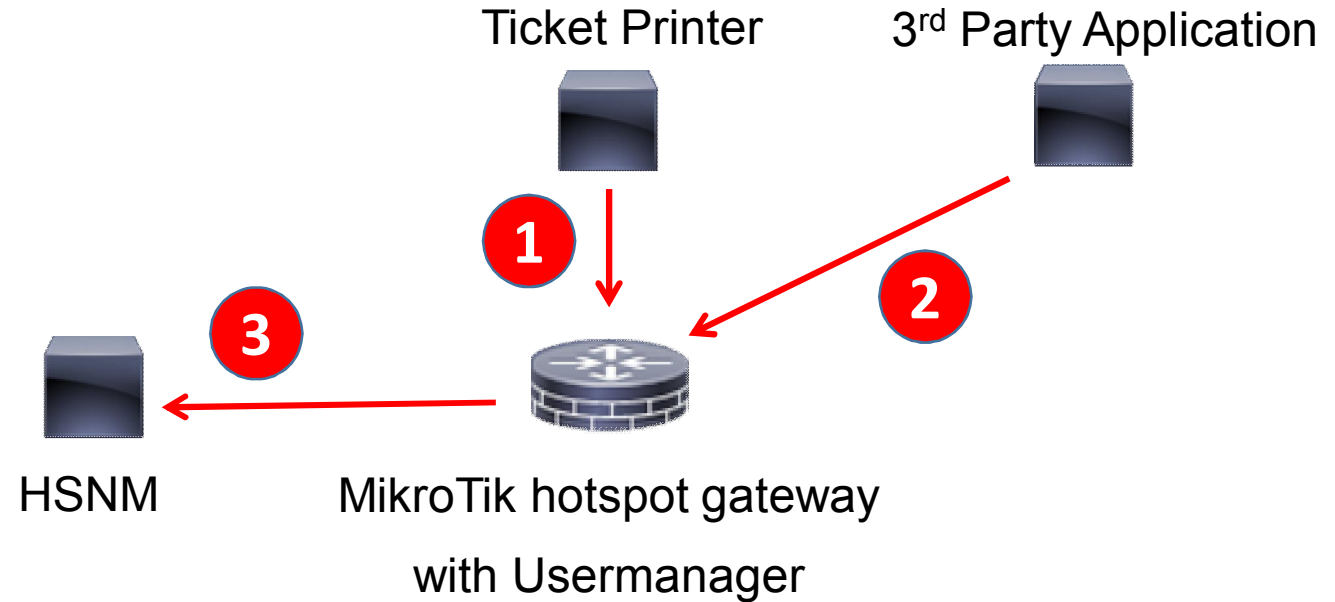 Ticket Printer
3rd Party Application
1
2
3
HSNM
MikroTik hotspot gateway
with Usermanager